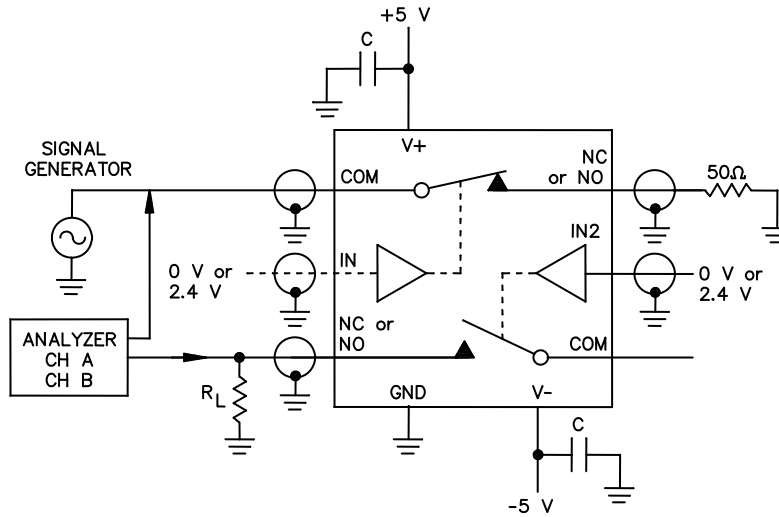 +5 V
C
V+
SIGNAL
GENERATOR
COM
NC
or NO
50Ω
IN
IN2
0 V or
2.4 V
0 V or
2.4 V
ANALYZER
CH A
CH B
NC or
NO
COM
RL
GND
V-
C
-5 V